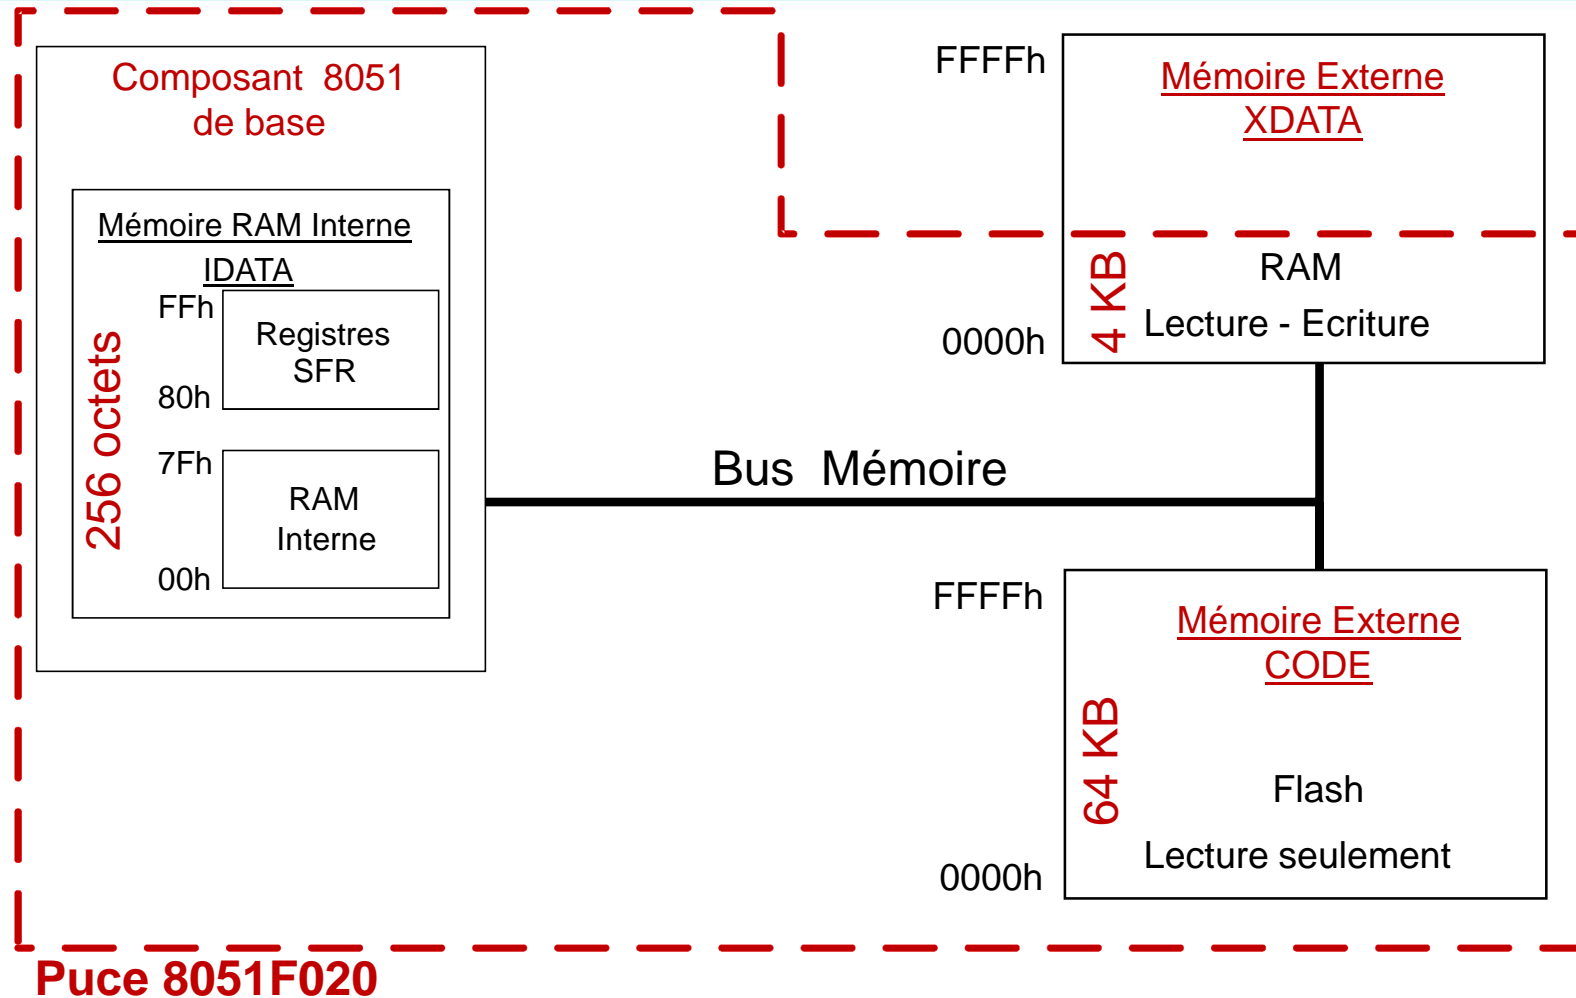 Composant 8051
de base
Mémoire RAM Interne
IDATA
256 octets
FFh
Registres
SFR
80h
7Fh
RAM
Interne
00h
Bus Mémoire
FFFFh
Mémoire Externe
XDATA
4 KB
RAM
Lecture - Ecriture
0000h
FFFFh
Mémoire Externe
CODE
64 KB
Flash
Lecture seulement
0000h
Puce 8051F020